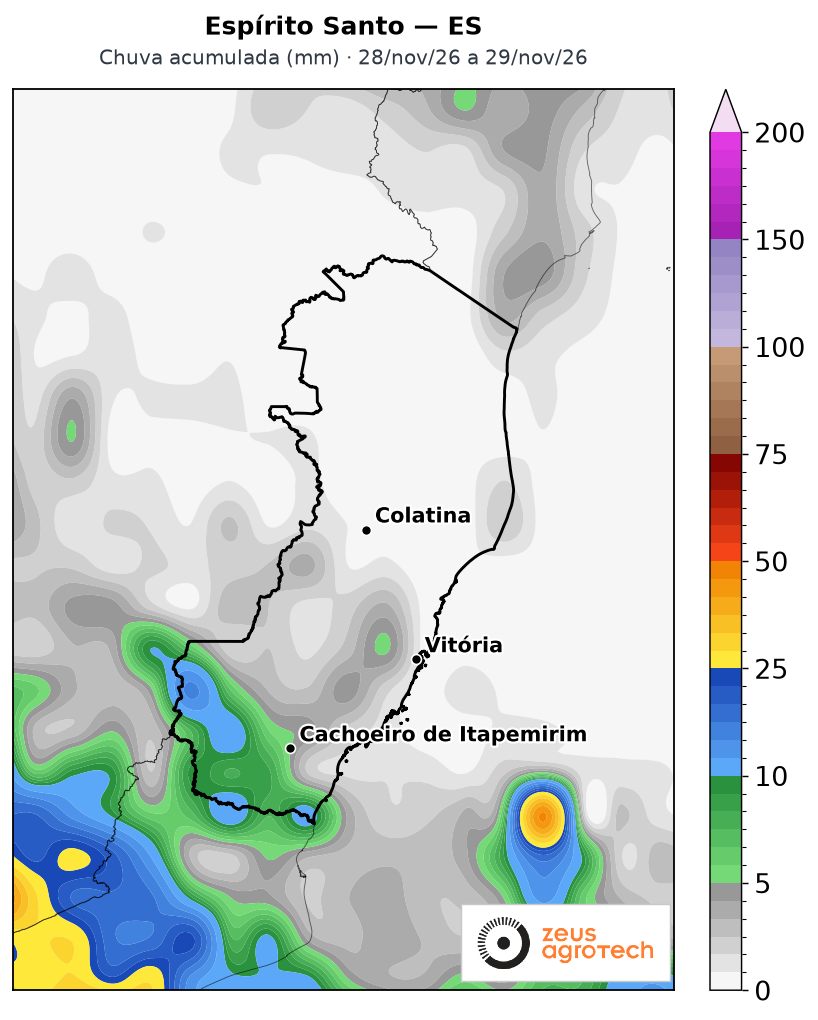 Espírito Santo — ES
Chuva acumulada (mm) · 28/nov/26 a 29/nov/26
200
150
100
75
50
25
10
5
0
Colatina
Vitória
Cachoeiro de Itapemirim
zeus
agrotech